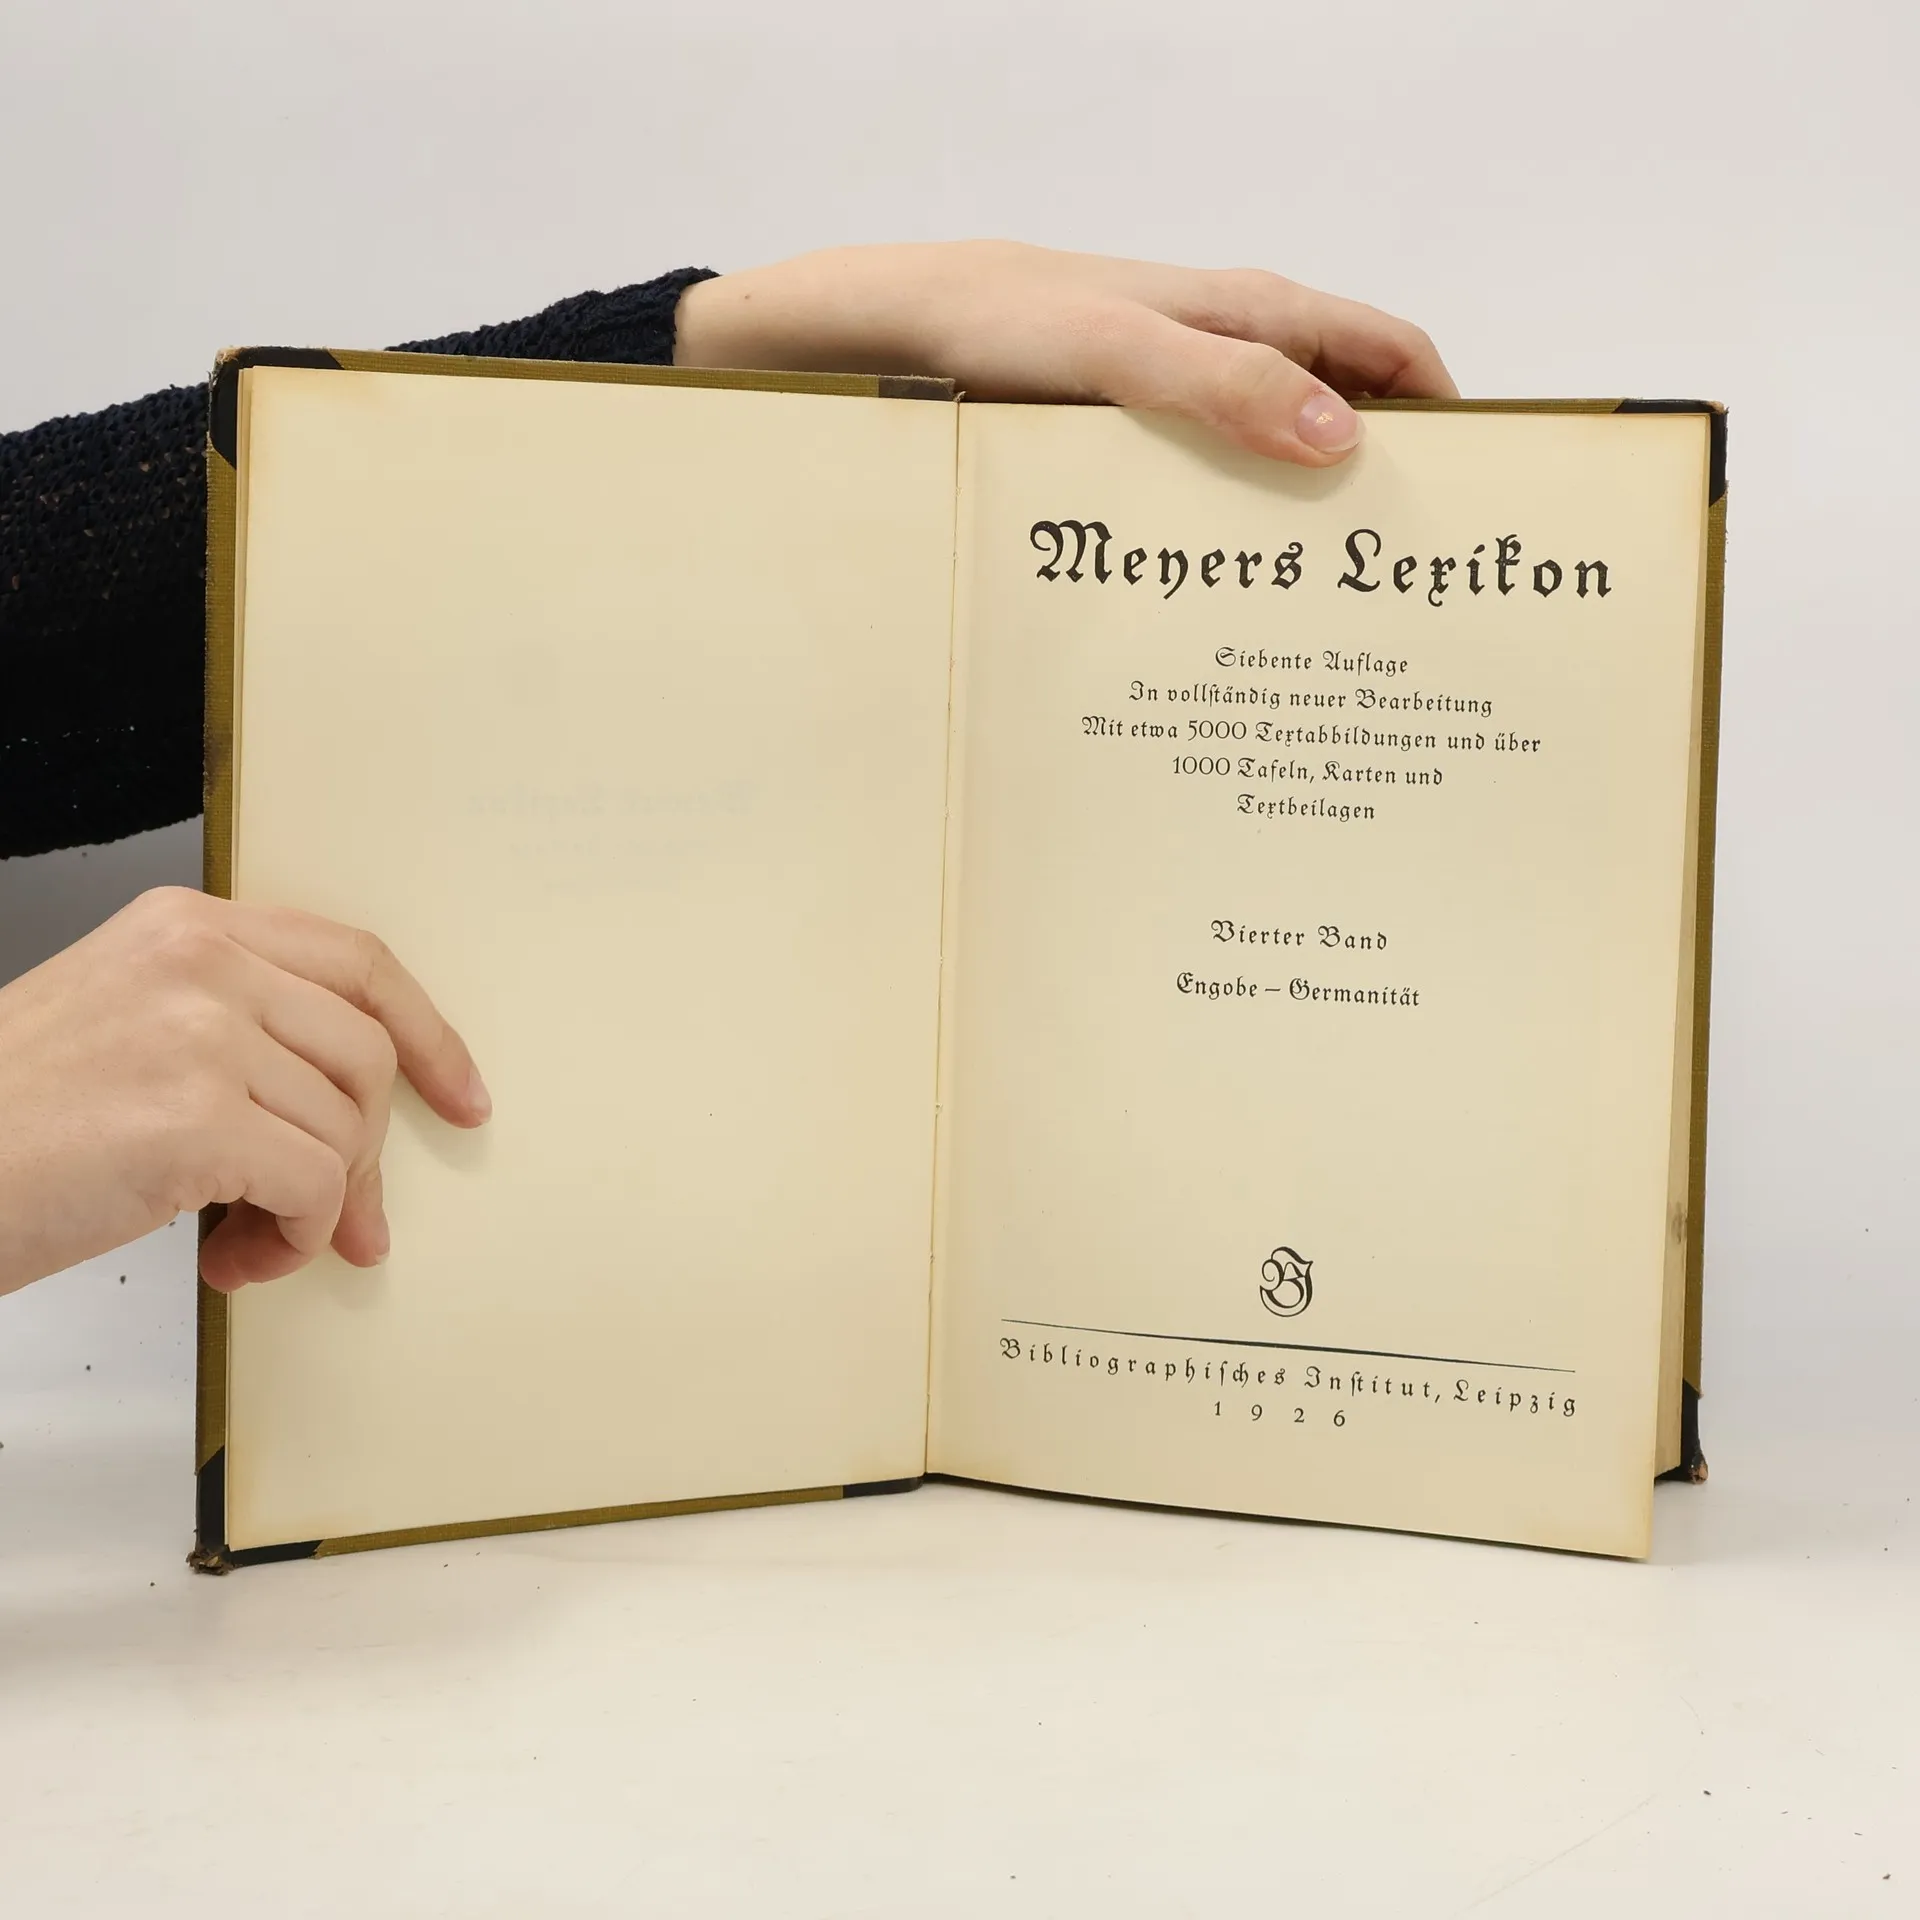 Meyers Lexikon
Siebente Auflage
In vollſtändig neuer Bearbeitung
Mit etwa 5000 Textabbildungen und über
1000 Tafeln, Karten und
Textbeilagen
Vierter Band
Engobe – Germanität
BI
Bibliographiſches Inſtitut, Leipzig
1926